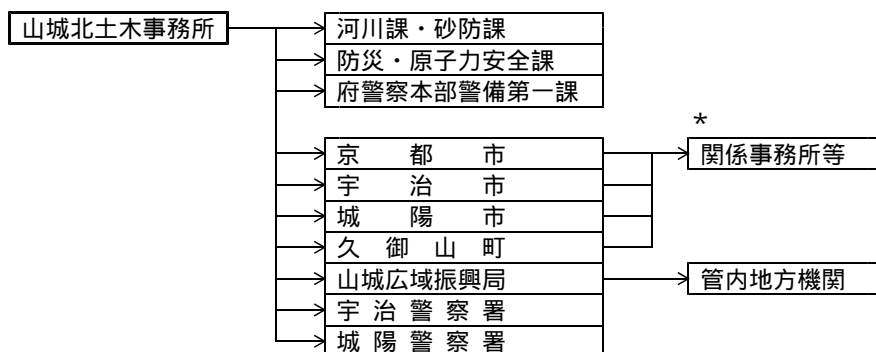 山城北土木事務所
河川課・砂防課
防災・原子力安全課
府警察本部警備第一課
*
京都市
関係事務所等
宇治市
城陽市
久御山町
山城広域振興局
管内地方機関
宇治警察署
城陽警察署